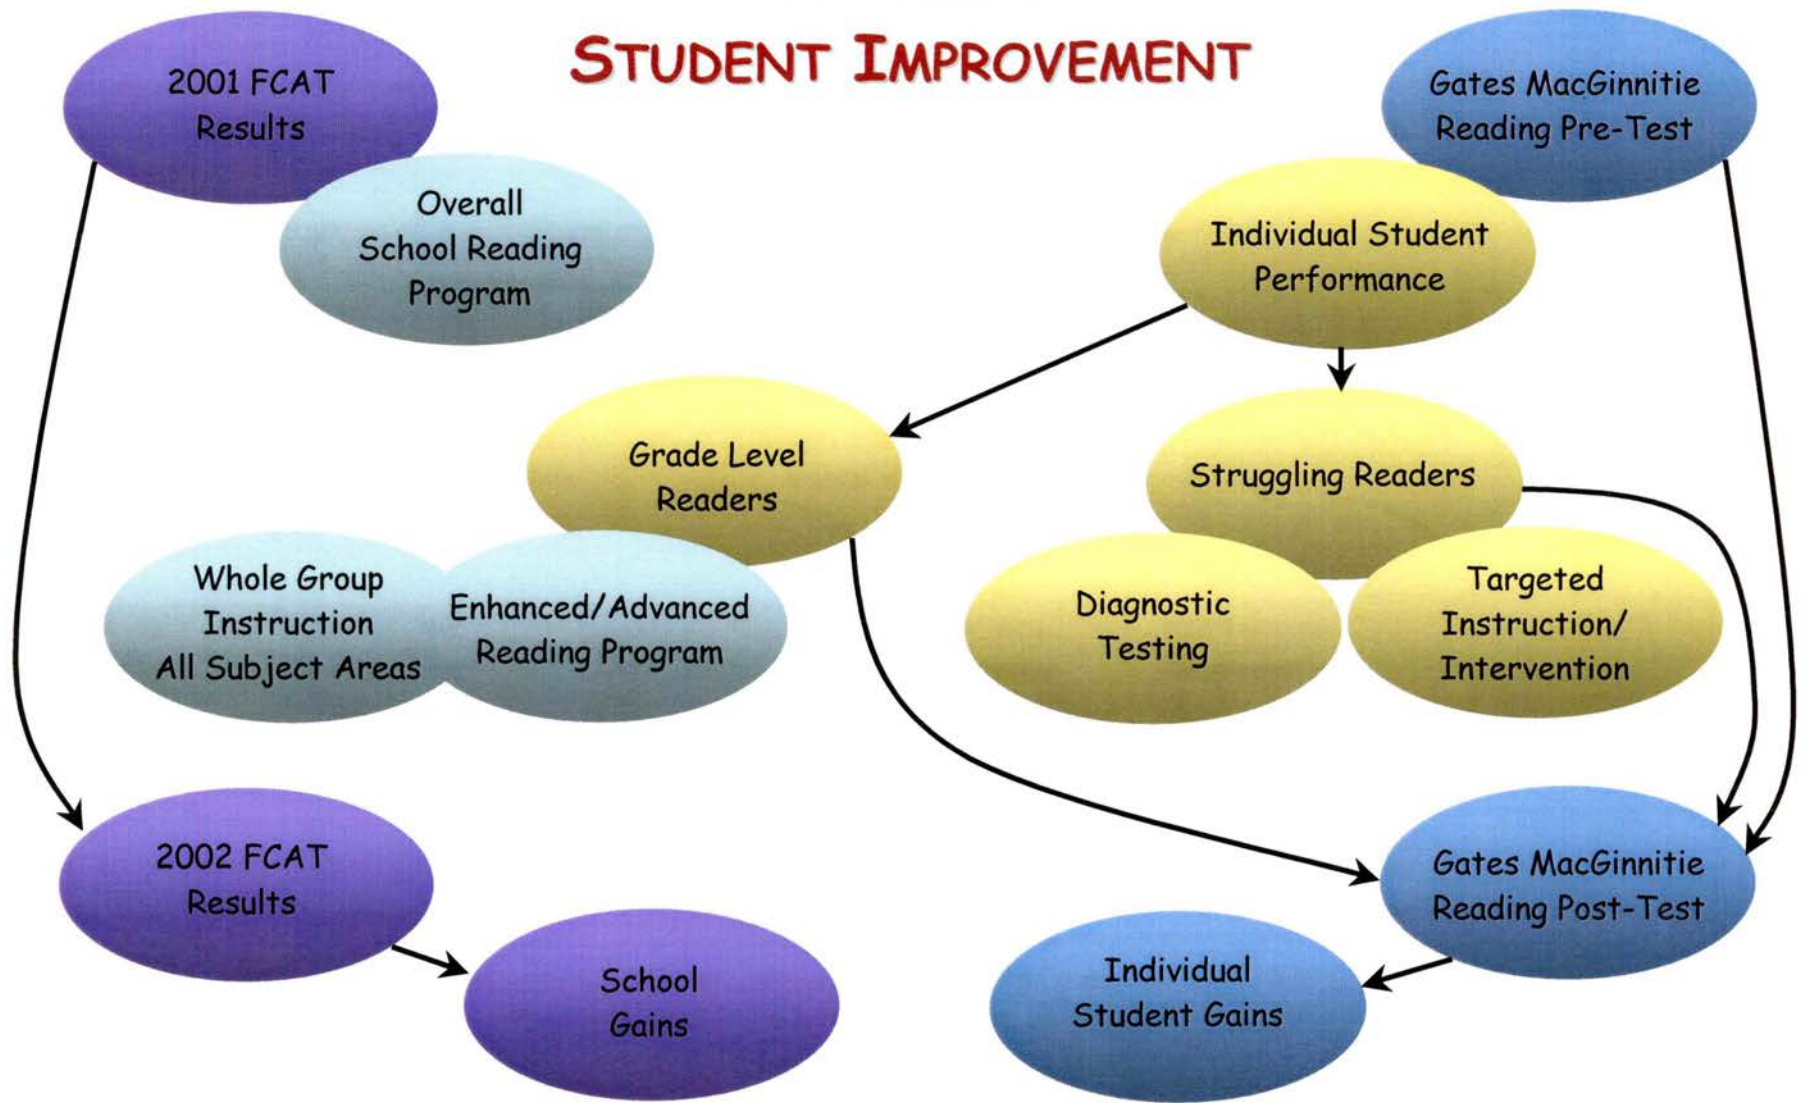 STUDENT IMPROVEMENT
2001 FCAT
Results
Gates MacGinnitie
Reading Pre-Test
Overall
School Reading
Program
Individual Student
Performance
Grade Level
Readers
Struggling Readers
Whole Group
Instruction
All Subject Areas
Enhanced/Advanced
Reading Program
Diagnostic
Testing
Targeted
Instruction/
Intervention
2002 FCAT
Results
Gates MacGinnitie
Reading Post-Test
School
Gains
Individual
Student Gains